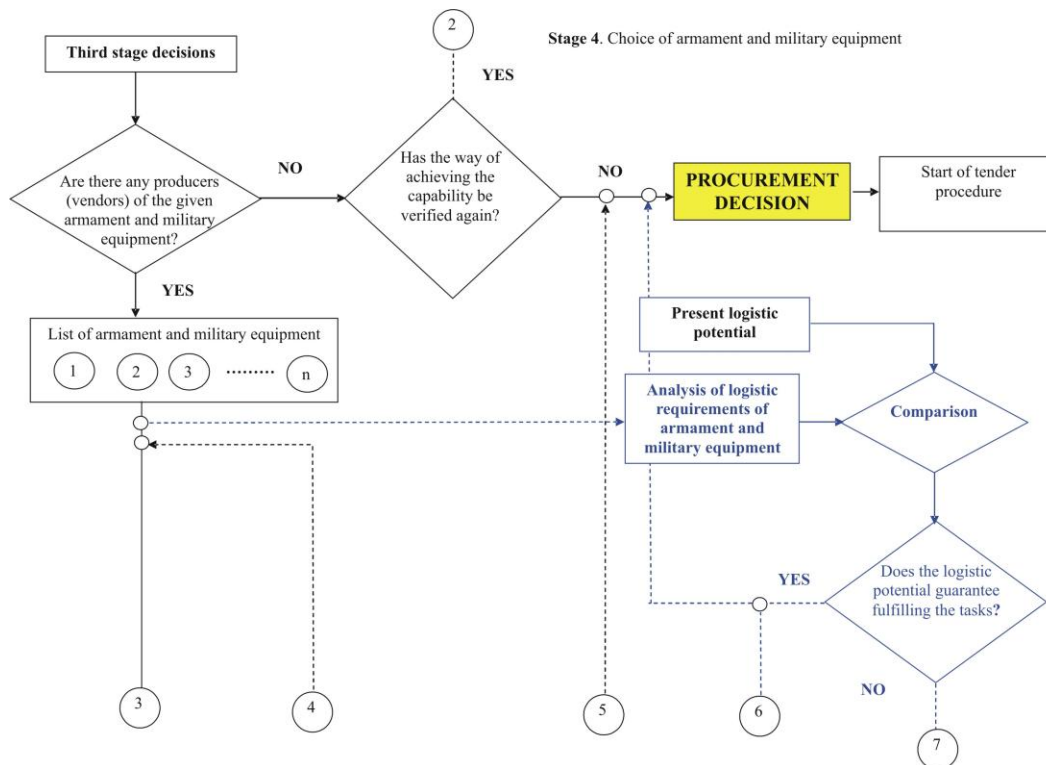 2
Stage 4. Choice of armament and military equipment
Third stage decisions
YES
NO
Are there any producers
(vendors) of the given
armament and military
equipment?
Has the way of
achieving the
capability be
verified again?
NO
PROCUREMENT
DECISION
Start of tender
procedure
YES
List of armament and military equipment
1 2 3 ......... n
Present logistic
potential
Analysis of logistic
requirements of
armament and
military equipment
Comparison
YES
Does the logistic
potential guarantee
fulfilling the tasks?
NO
3
4
5
6
7